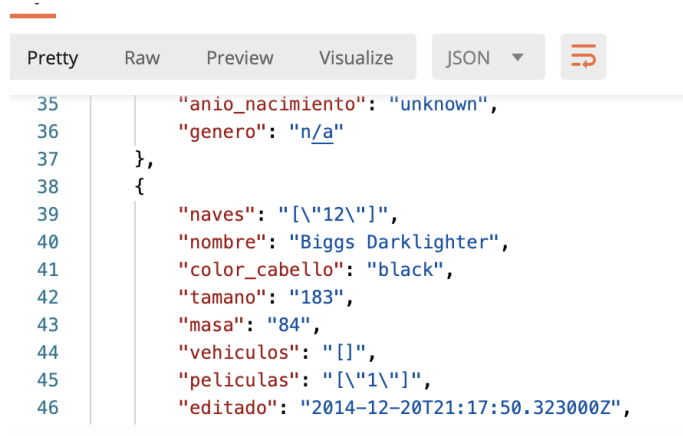 Pretty Raw Preview Visualize JSON
35 "anio_nacimiento": "unknown",
36 "genero": "n/a"
37 },
38 {
39 "naves": "[\"12\"]",
40 "nombre": "Biggs Darklighter",
41 "color_cabello": "black",
42 "tamano": "183",
43 "masa": "84",
44 "vehiculos": "[]",
45 "peliculas": "[\"1\"]",
46 "editado": "2014-12-20T21:17:50.323000Z",